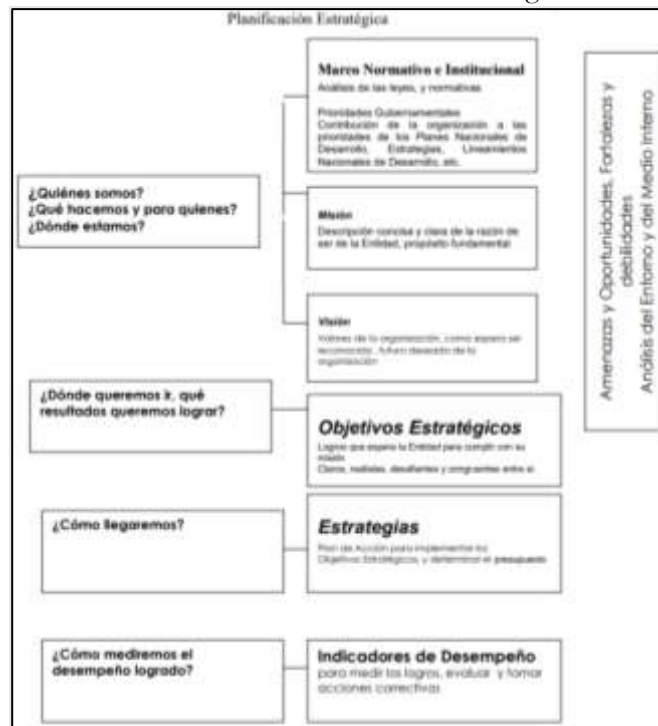 Planificación Estratégica
Marco Normativo e Institucional
Análisis de las leyes, y normativas
Prioridades Gubernamentales
Contribución de la organización a las
prioridades de los Planes Nacionales de
Desarrollo, Estrategias, Lineamientos
Nacionales de Desarrollo, etc.
¿Quiénes somos?
¿Qué hacemos y para quienes?
¿Dónde estamos?
Misión
Descripción concisa y clara de la razón de
ser de la Entidad, propósito fundamental
Visión
Valores de la organización, como espera ser
reconocida, futuro deseado de la
organización
Amenazas y Oportunidades, Fortalezas y
debilidades
Análisis del Entorno y del Medio Interno
¿Dónde queremos ir, qué
resultados queremos lograr?
Objetivos Estratégicos
Logros que espera la Entidad para cumplir con su
misión
Claros, realistas, desafiantes y congruentes entre sí
¿Cómo llegaremos?
Estrategias
Plan de Acción para implementar los
Objetivos Estratégicos, y determinar el presupuesto
¿Cómo mediremos el
desempeño logrado?
Indicadores de Desempeño
para medir los logros, evaluar y tomar
acciones correctivas